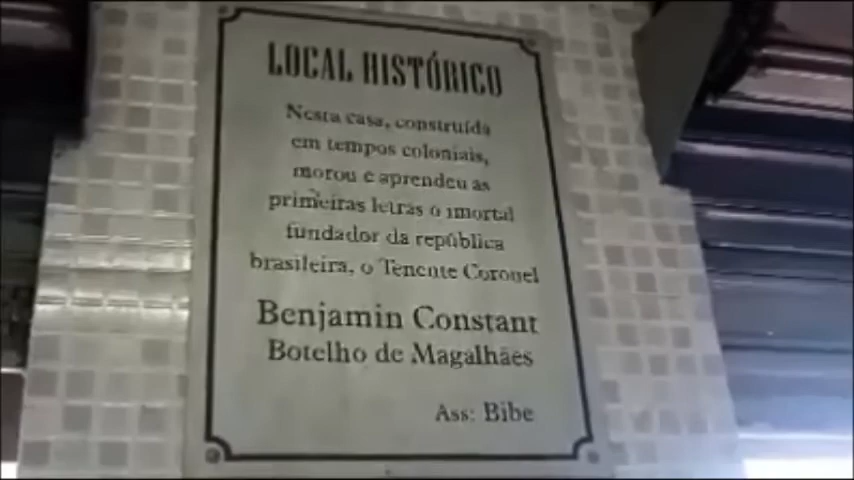 LOCAL HISTÓRICO
Nesta casa, construída
em tempos coloniais,
morou e aprendeu as
primeiras letras o imortal
fundador da república
brasileira, o Tenente Coronel
Benjamin Constant
Botelho de Magalhães
Ass: Bibe